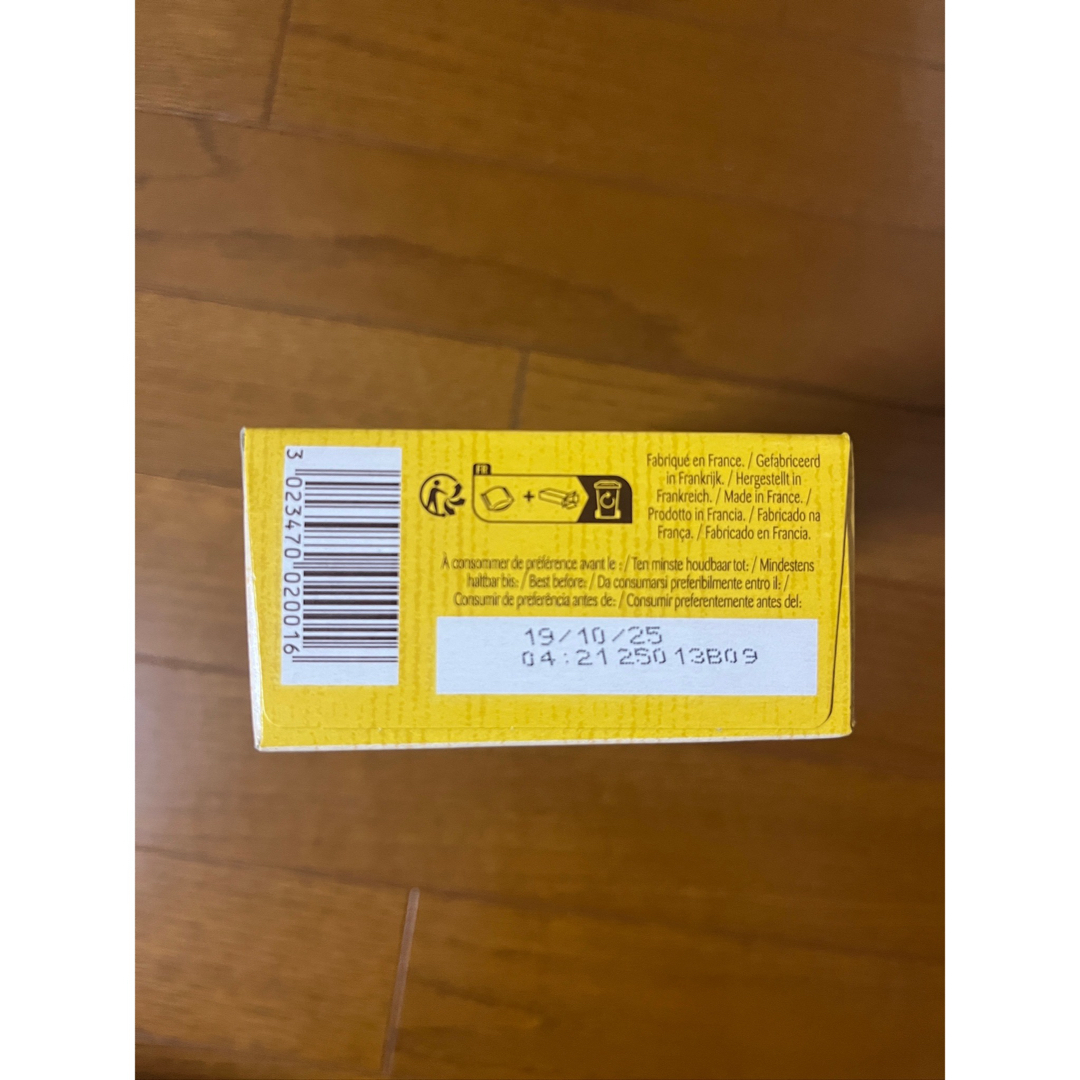 3 023470 020016
FR
+
Fabriqué en France. / Gefabriceerd
in Frankrijk. / Hergestellt in
Frankreich. / Made in France. /
Prodotto in Francia. / Fabricado na
França. / Fabricado en Francia.
À consommer de préférence avant le : / Ten minste houdbaar tot: / Mindestens
haltbar bis: / Best before: / Da consumarsi preferibilmente entro il: /
Consumir de preferência antes de: / Consumir preferentemente antes del:
19/10/25
04:21 25013B09